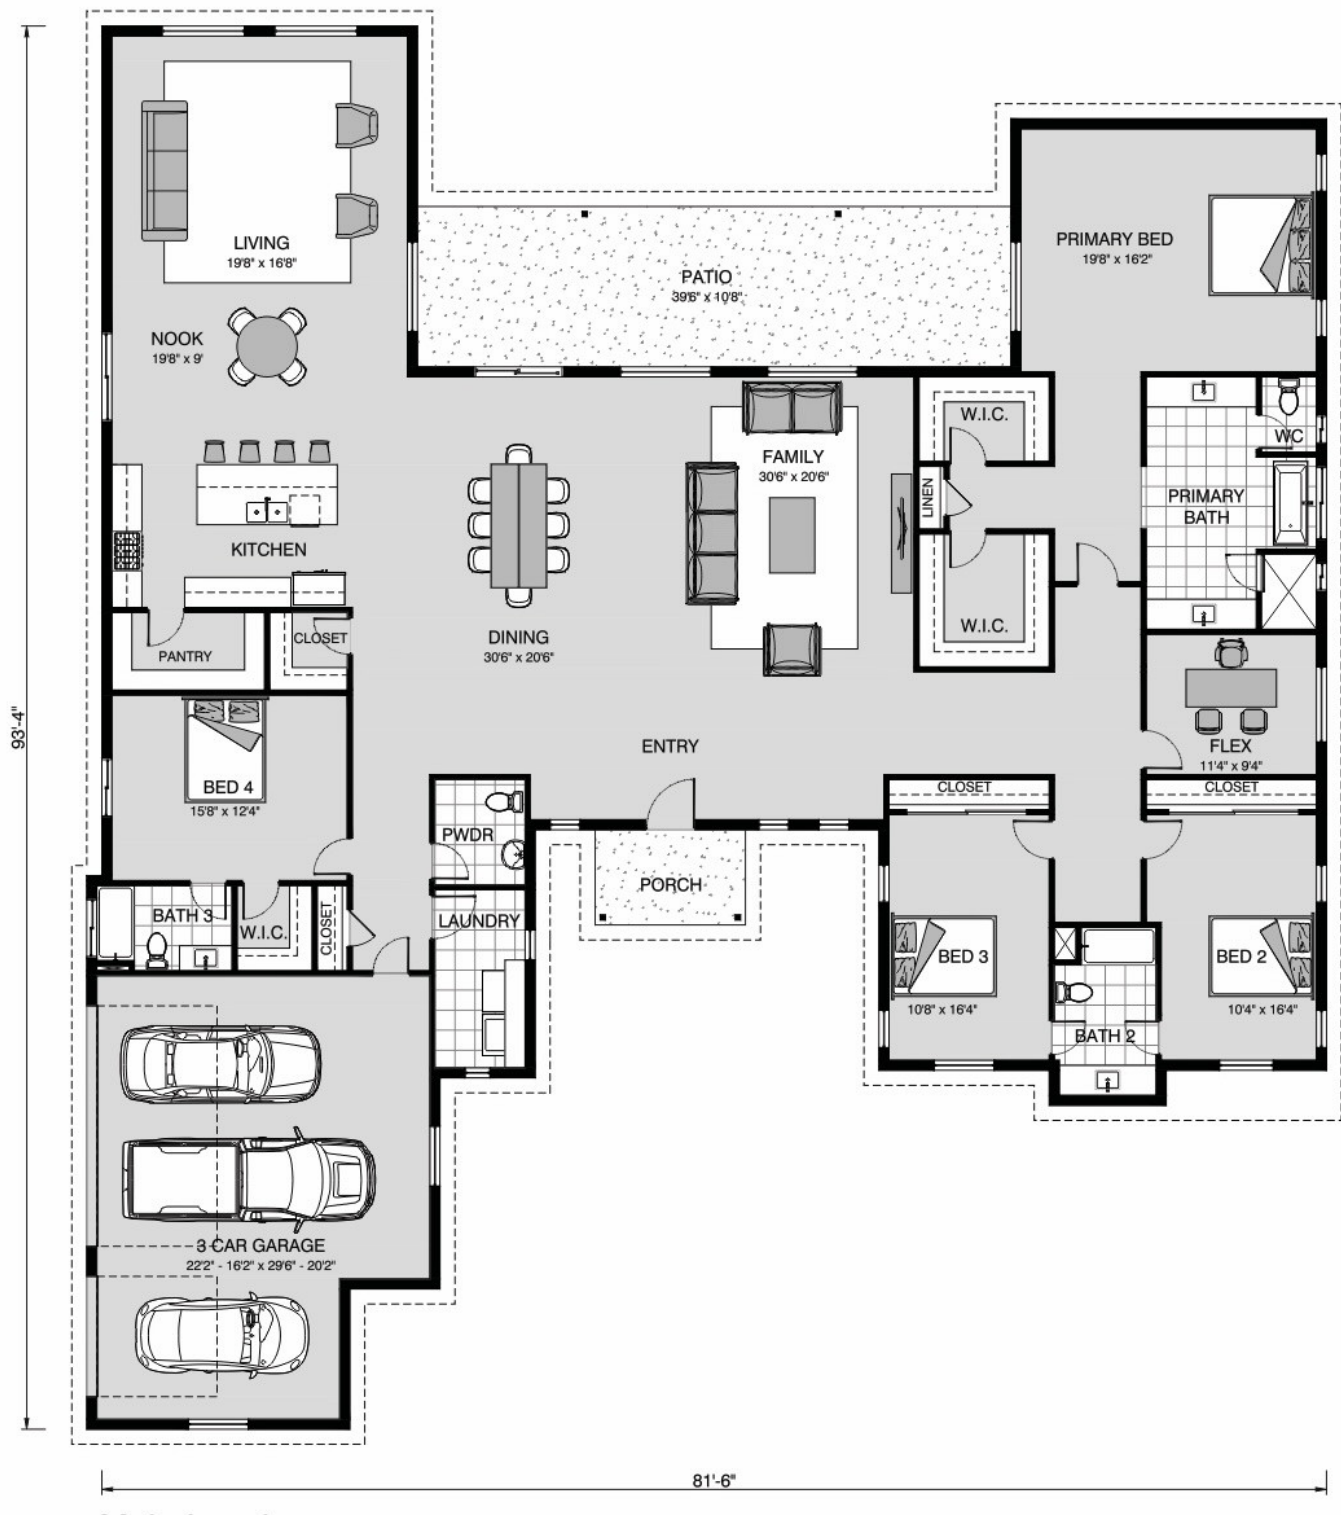 LIVING
19'8" x 16'8"
PRIMARY BED
19'8" x 16'2"
PATIO
39'6" x 10'8"
NOOK
19'8" x 9'
W.I.C.
WC
FAMILY
30'6" x 20'6"
LINEN
PRIMARY
BATH
KITCHEN
W.I.C.
CLOSET
PANTRY
DINING
30'6" x 20'6"
93'-4"
ENTRY
FLEX
11'4" x 9'4"
BED 4
15'8" x 12'4"
CLOSET
CLOSET
PWDR
PORCH
BATH 3
W.I.C.
CLOSET
LAUNDRY
BED 3
10'8" x 16'4"
BED 2
10'4" x 16'4"
BATH 2
3 CAR GARAGE
22'2" - 16'2" x 29'6" - 20'2"
81'-6"